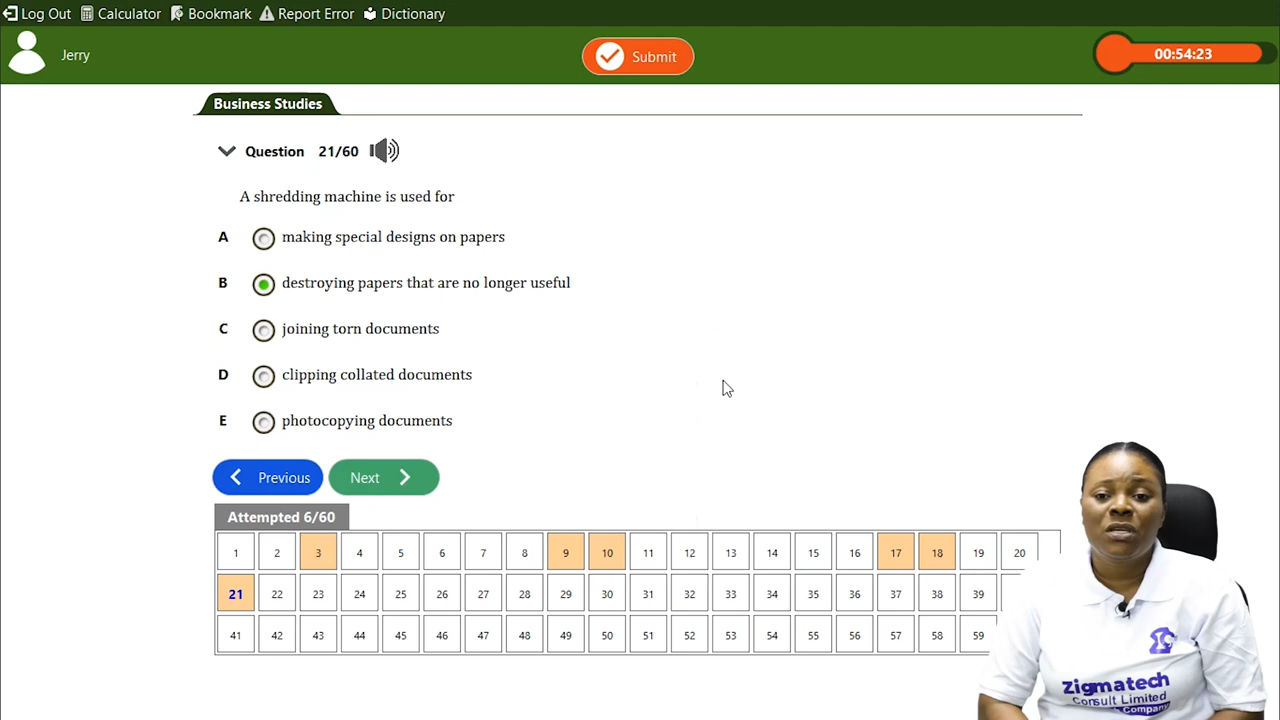 Log Out Calculator Bookmark Report Error Dictionary
Jerry
Submit
00:54:23
Business Studies
Question 21/60
A shredding machine is used for
A making special designs on papers
B destroying papers that are no longer useful
C joining torn documents
D clipping collated documents
E photocopying documents
Previous Next
Attempted 6/60
1 2 3 4 5 6 7 8 9 10 11 12 13 14 15 16 17 18 19 20
21 22 23 24 25 26 27 28 29 30 31 32 33 34 35 36 37 38 39
41 42 43 44 45 46 47 48 49 50 51 52 53 54 55 56 57 58 59
Zigmatech
Consult Limited
Company